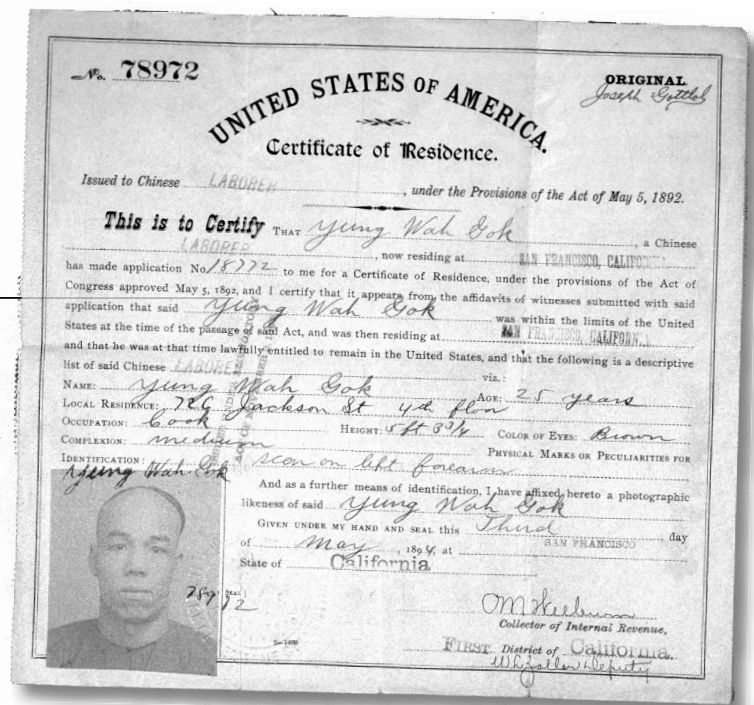 No. 78972
ORIGINAL
Joseph Gottlob
UNITED STATES OF AMERICA.
Certificate of Residence.
Issued to Chinese LABORER, under the Provisions of the Act of May 5, 1892.
This is to Certify THAT Yung Wah Gok, a Chinese
LABORER, now residing at SAN FRANCISCO, CALIFORNIA
has made application No. 18772 to me for a Certificate of Residence, under the provisions of the Act of
Congress approved May 5, 1892, and I certify that it appears from the affidavits of witnesses submitted with said
application that said Yung Wah Gok was within the limits of the United
States at the time of the passage of said Act, and was then residing at SAN FRANCISCO, CALIFORNIA
and that he was at that time lawfully entitled to remain in the United States, and that the following is a descriptive
list of said Chinese LABORER viz.:
NAME: Yung Wah Gok AGE: 25 years
LOCAL RESIDENCE: 726 Jackson St 4th floor
OCCUPATION: Cook HEIGHT: 5 ft 3 3/4 COLOR OF EYES: Brown
COMPLEXION: medium PHYSICAL MARKS OR PECULIARITIES FOR
IDENTIFICATION: scar on left forearm
Yung Wah Gok
And as a further means of identification, I have affixed hereto a photographic
likeness of said Yung Wah Gok
GIVEN UNDER MY HAND AND SEAL this Third day
of May, 1894, at SAN FRANCISCO
State of California
SEAL
78972
O M Welburn
Collector of Internal Revenue,
FIRST District of California.
Deputy